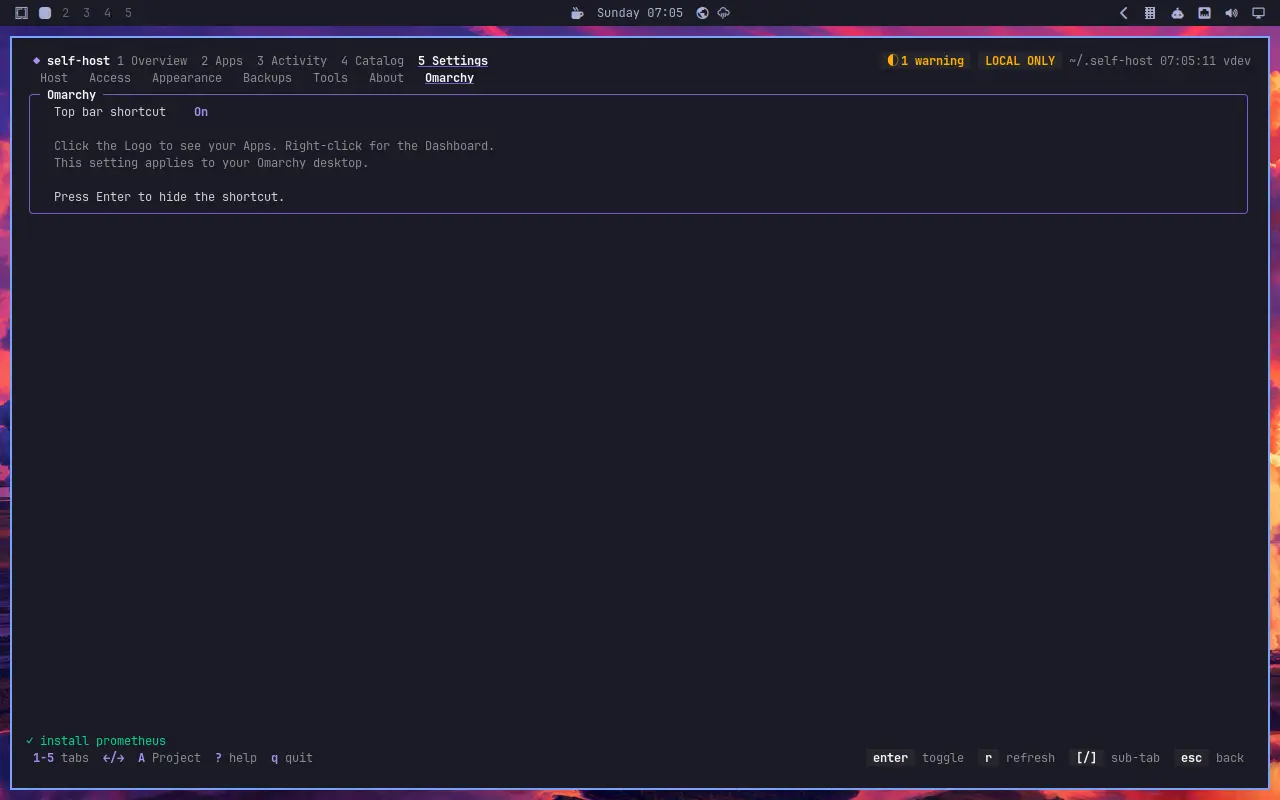 2 3 4 5 Sunday 07:05
◆ self-host 1 Overview 2 Apps 3 Activity 4 Catalog 5 Settings 1 warning LOCAL ONLY ~/.self-host 07:05:11 vdev
Host Access Appearance Backups Tools About Omarchy
Omarchy
Top bar shortcut On
Click the Logo to see your Apps. Right-click for the Dashboard.
This setting applies to your Omarchy desktop.
Press Enter to hide the shortcut.
✓ install prometheus
1-5 tabs ←/→ A Project ? help q quit enter toggle r refresh [/] sub-tab esc back